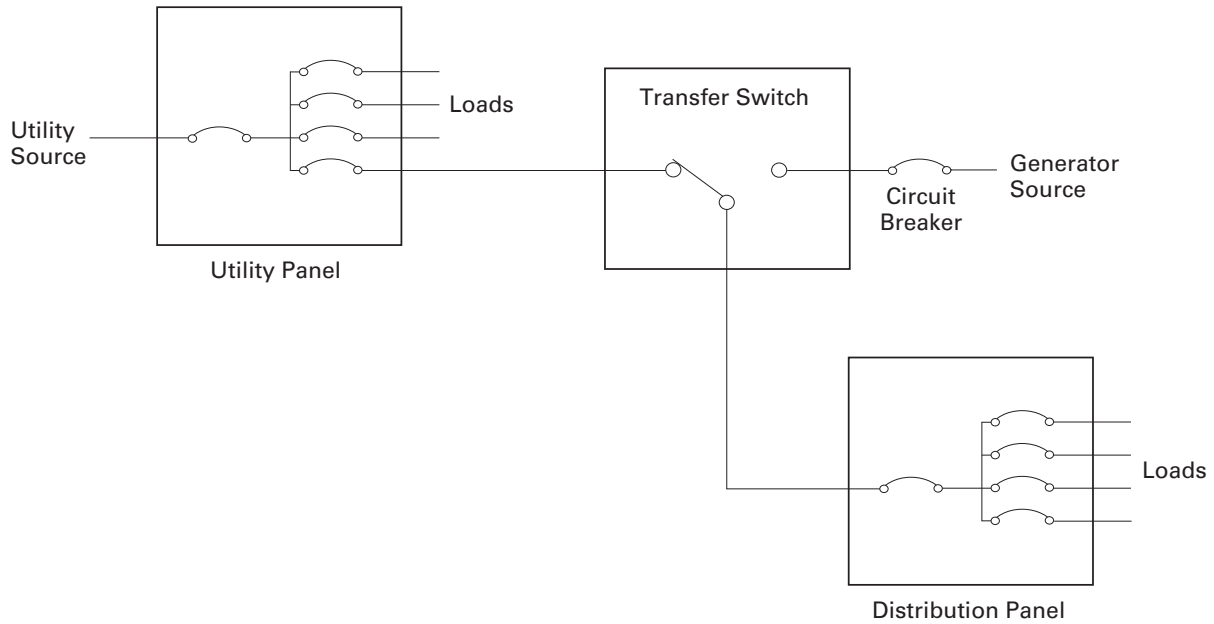 Utility
Source
Loads
Utility Panel
Transfer Switch
Circuit
Breaker
Generator
Source
Loads
Distribution Panel